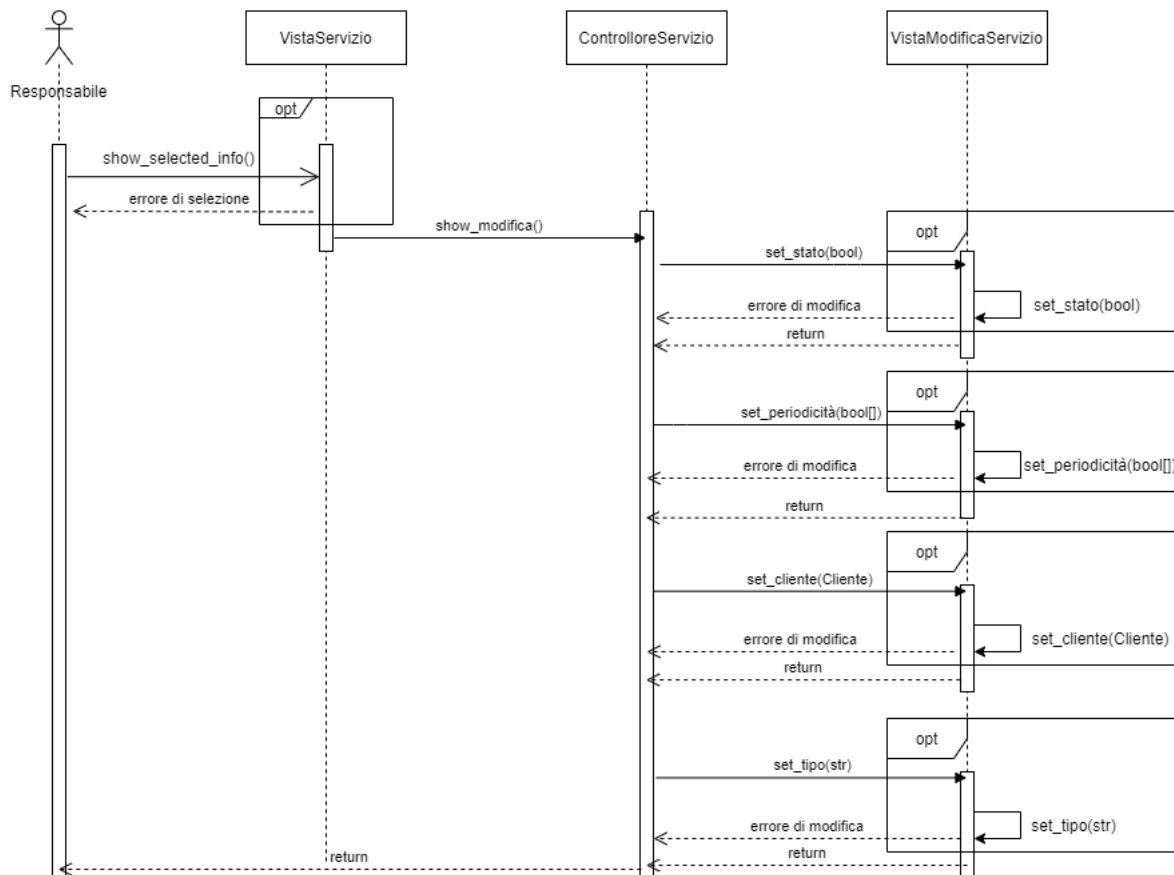 VistaServizio
ControlloreServizio
VistaModificaServizio
Responsabile
opt
show_selected_info()
errore di selezione
show_modifica()
opt
set_stato(bool)
errore di modifica
set_stato(bool)
return
opt
set_periodicità(bool[])
errore di modifica
set_periodicità(bool[])
return
opt
set_cliente(Cliente)
errore di modifica
set_cliente(Cliente)
return
opt
set_tipo(str)
errore di modifica
set_tipo(str)
return
return